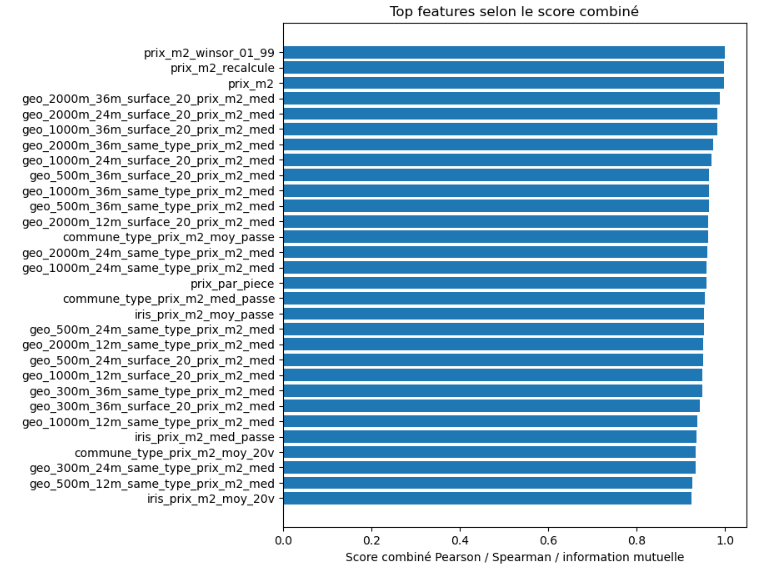 Top features selon le score combiné
prix_m2_winsor_01_99
prix_m2_recalcule
prix_m2
geo_2000m_36m_surface_20_prix_m2_med
geo_2000m_24m_surface_20_prix_m2_med
geo_1000m_36m_surface_20_prix_m2_med
geo_2000m_36m_same_type_prix_m2_med
geo_1000m_24m_surface_20_prix_m2_med
geo_500m_36m_surface_20_prix_m2_med
geo_1000m_36m_same_type_prix_m2_med
geo_500m_36m_same_type_prix_m2_med
geo_2000m_12m_surface_20_prix_m2_med
commune_type_prix_m2_moy_passe
geo_2000m_24m_same_type_prix_m2_med
geo_1000m_24m_same_type_prix_m2_med
prix_par_piece
commune_type_prix_m2_med_passe
iris_prix_m2_moy_passe
geo_500m_24m_same_type_prix_m2_med
geo_2000m_12m_same_type_prix_m2_med
geo_500m_24m_surface_20_prix_m2_med
geo_1000m_12m_surface_20_prix_m2_med
geo_300m_36m_same_type_prix_m2_med
geo_300m_36m_surface_20_prix_m2_med
geo_1000m_12m_same_type_prix_m2_med
iris_prix_m2_med_passe
commune_type_prix_m2_moy_20v
geo_300m_24m_same_type_prix_m2_med
geo_500m_12m_same_type_prix_m2_med
iris_prix_m2_moy_20v
0.0 0.2 0.4 0.6 0.8 1.0
Score combiné Pearson / Spearman / information mutuelle